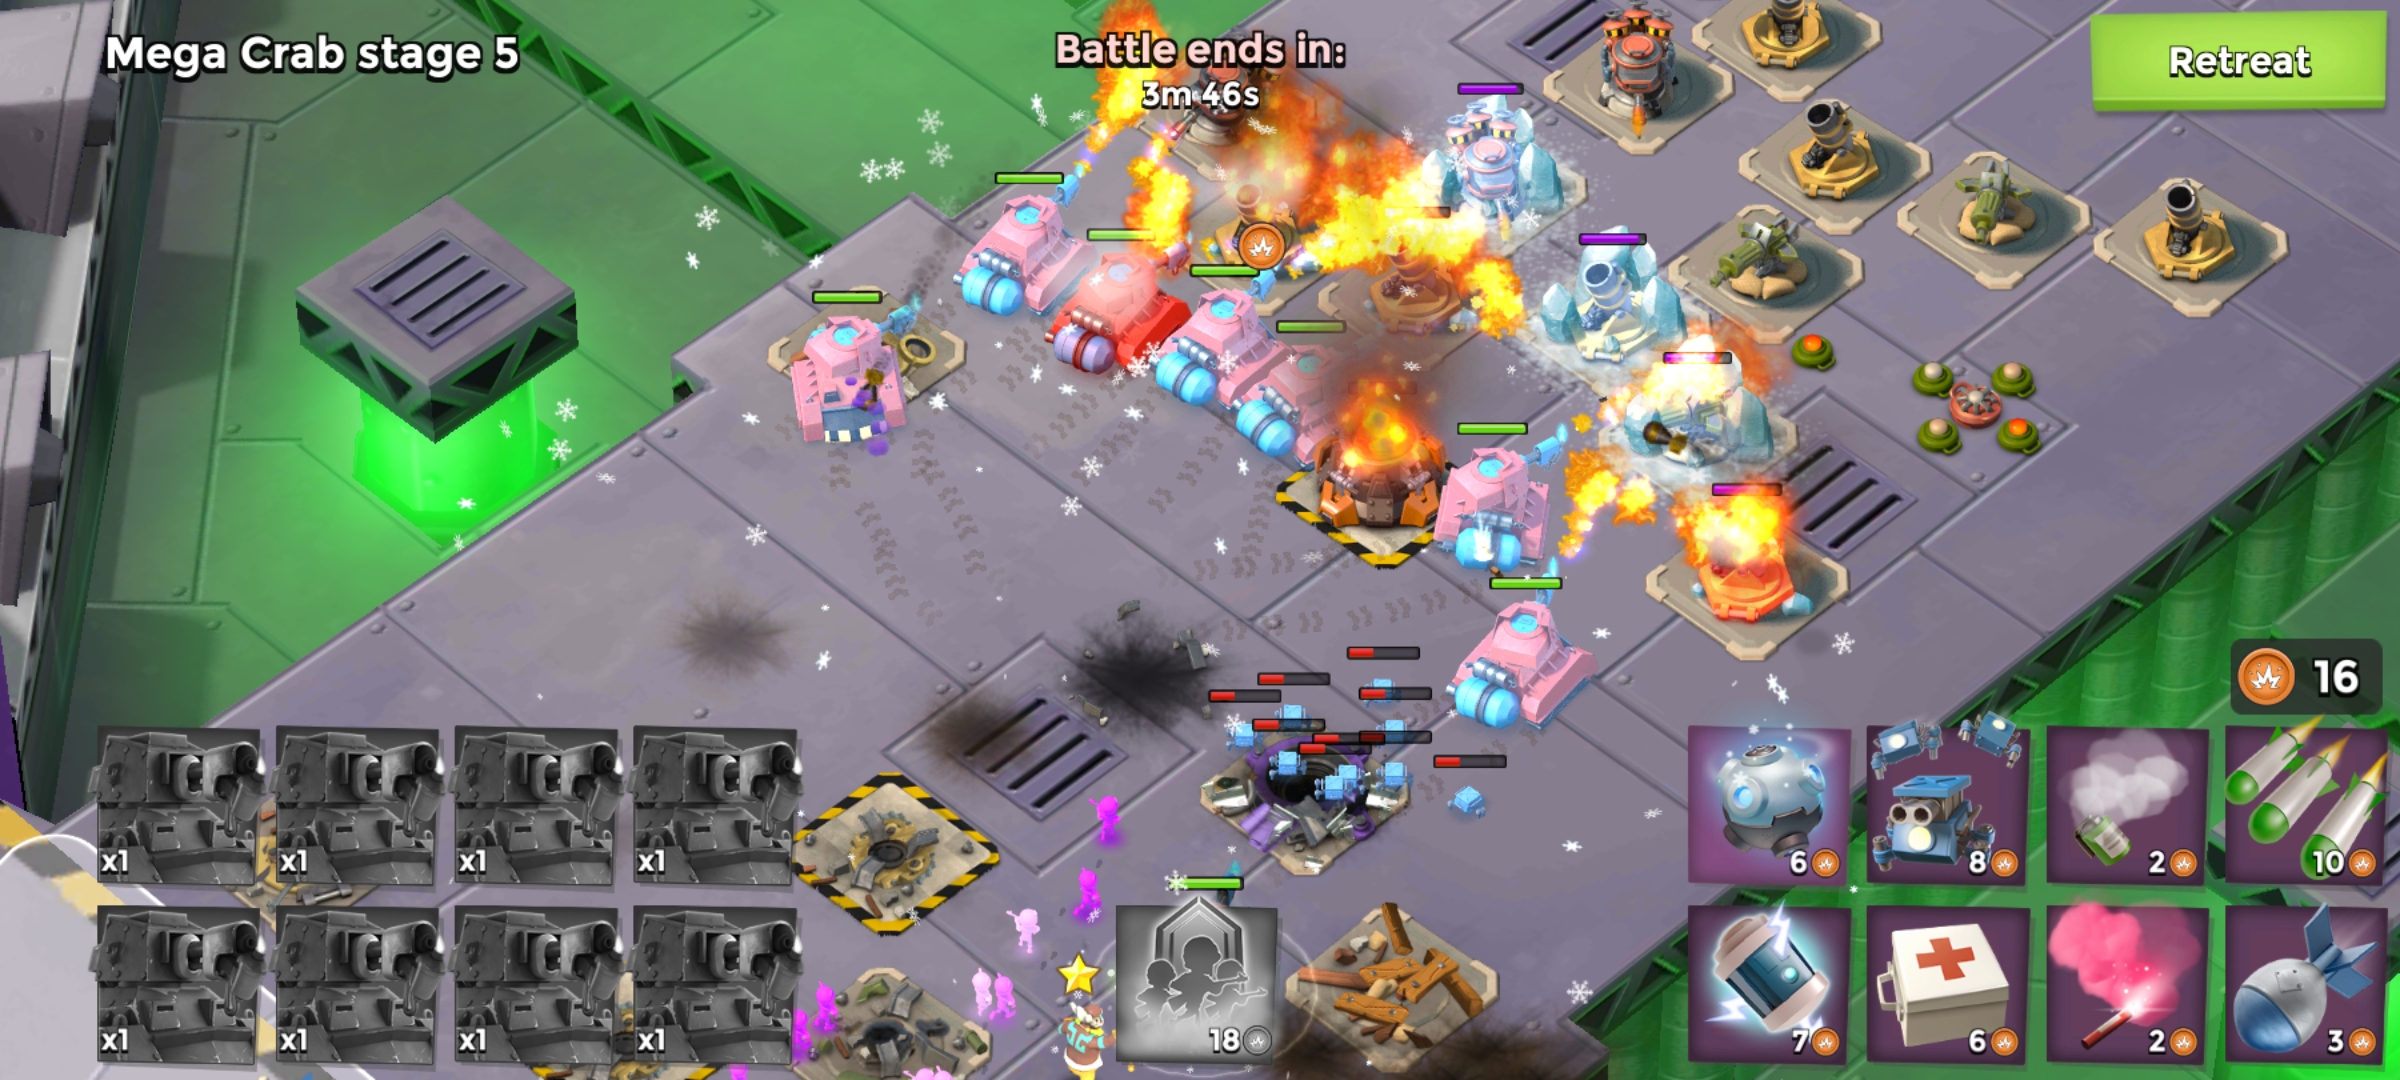 Mega Crab stage 5
Battle ends in:
3m 46s
Retreat
16
x1
x1
x1
x1
6
8
2
10
x1
x1
x1
x1
18
7
6
2
3